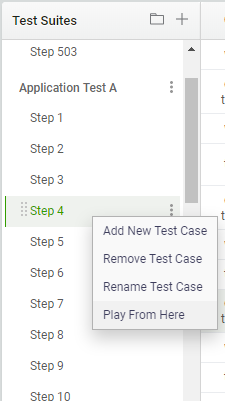 Test Suites
Step 503
Application Test A
Step 1
Step 2
Step 3
Step 4
Add New Test Case
Step 5
Remove Test Case
Step 6
Rename Test Case
Step 7
Play From Here
Step 8
Step 9
Step 10